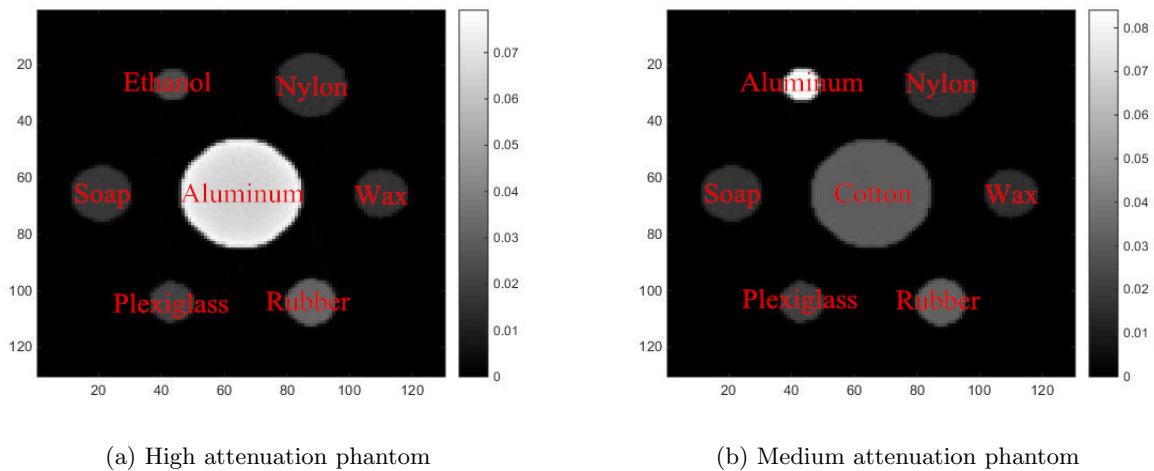 20
40
60
80
100
120
20 40 60 80 100 120
0.07
0.06
0.05
0.04
0.03
0.02
0.01
0
Ethanol Nylon
Soap Aluminum Wax
Plexiglass Rubber
(a) High attenuation phantom
20
40
60
80
100
120
20 40 60 80 100 120
0.08
0.07
0.06
0.05
0.04
0.03
0.02
0.01
0
Aluminum Nylon
Soap Cotton Wax
Plexiglass Rubber
(b) Medium attenuation phantom